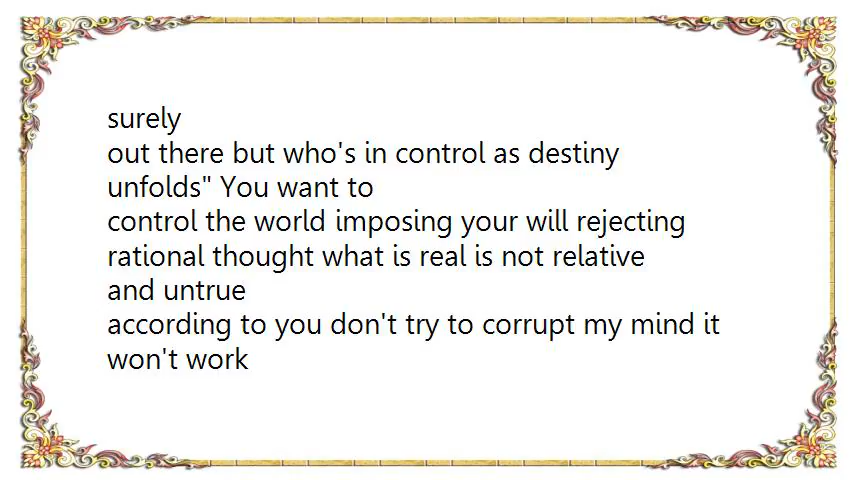 surely
out there but who's in control as destiny
unfolds" You want to
control the world imposing your will rejecting
rational thought what is real is not relative
and untrue
according to you don't try to corrupt my mind it
won't work